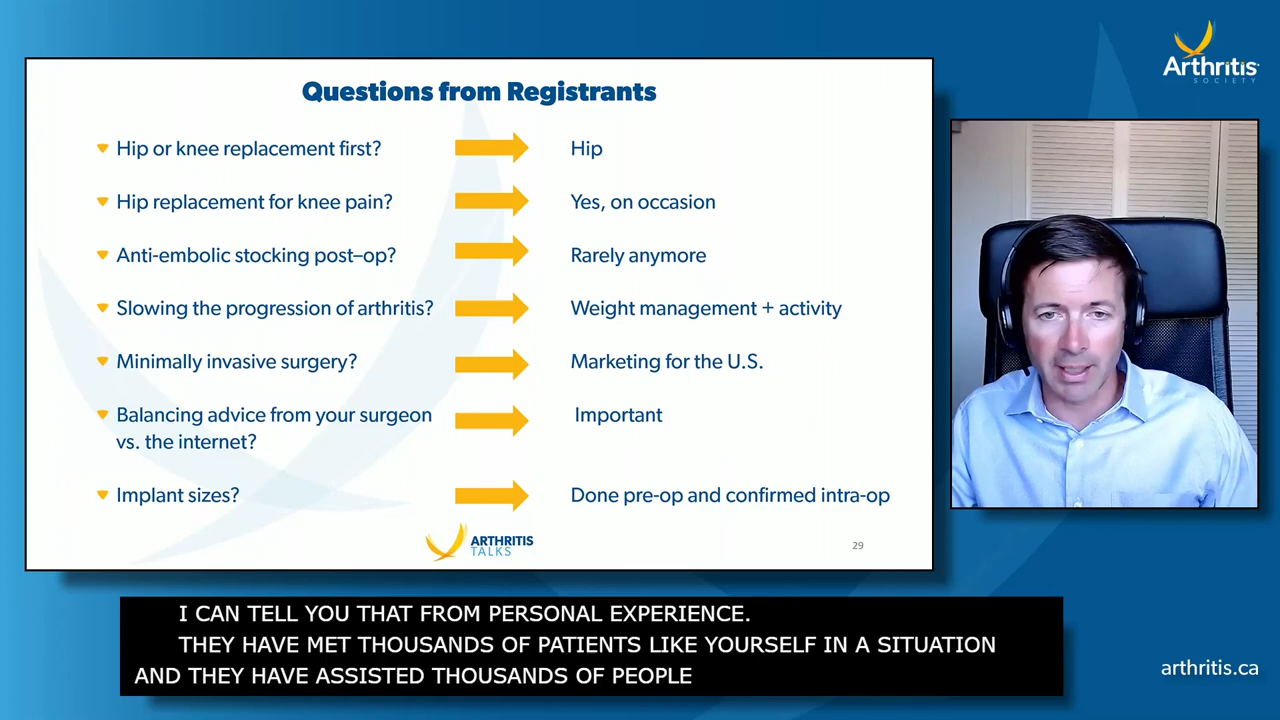 Arthritis
SOCIETY
Questions from Registrants
Hip or knee replacement first?
Hip
Hip replacement for knee pain?
Yes, on occasion
Anti-embolic stocking post–op?
Rarely anymore
Slowing the progression of arthritis?
Weight management + activity
Minimally invasive surgery?
Marketing for the U.S.
Balancing advice from your surgeon
vs. the internet?
Important
Implant sizes?
Done pre-op and confirmed intra-op
ARTHRITIS
TALKS
29
I CAN TELL YOU THAT FROM PERSONAL EXPERIENCE.
THEY HAVE MET THOUSANDS OF PATIENTS LIKE YOURSELF IN A SITUATION
AND THEY HAVE ASSISTED THOUSANDS OF PEOPLE
arthritis.ca